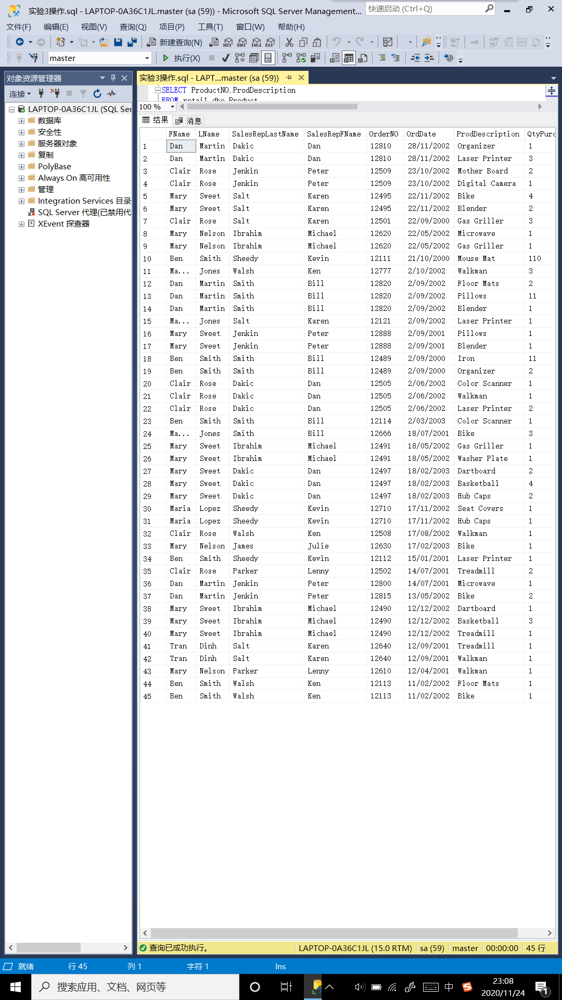 实验3操作.sql - LAPTOP-0A36C1JL.master (sa (59)) - Microsoft SQL Server Management...
快速启动 (Ctrl+Q)
文件(F) 编辑(E) 视图(V) 查询(Q) 项目(P) 工具(T) 窗口(W) 帮助(H)
新建查询(N) MDX DMX XMLA DAX
master 执行(X)
对象资源管理器
实验3操作.sql - LAPT...master (sa (59))
连接
SELECT ProductNO,ProdDescription
FROM retail.dbo.Product
100 %
结果 消息
LAPTOP-0A36C1JL (SQL Ser
数据库
安全性
服务器对象
复制
PolyBase
Always On 高可用性
管理
Integration Services 目录
SQL Server 代理(已禁用代
XEvent 探查器
FName LName SalesRepLastName SalesRepFName OrderNO OrdDate ProdDescription QtyPurc
1 Dan Martin Dakic Dan 12810 28/11/2002 Organizer 1
2 Dan Martin Dakic Dan 12810 28/11/2002 Laser Printer 3
3 Clair Rose Jenkin Peter 12509 23/10/2002 Mother Board 2
4 Clair Rose Jenkin Peter 12509 23/10/2002 Digital Camera 1
5 Mary Sweet Salt Karen 12495 22/11/2002 Bike 4
6 Mary Sweet Salt Karen 12495 22/11/2002 Blender 2
7 Clair Rose Salt Karen 12501 22/09/2000 Gas Griller 3
8 Mary Nelson Ibrahim Michael 12620 22/05/2002 Microwave 1
9 Mary Nelson Ibrahim Michael 12620 22/05/2002 Gas Griller 1
10 Ben Smith Sheedy Kevin 12111 21/10/2000 Mouse Mat 110
11 Ma... Jones Walsh Ken 12777 2/10/2002 Walkman 3
12 Dan Martin Smith Bill 12820 2/09/2002 Floor Mats 2
13 Dan Martin Smith Bill 12820 2/09/2002 Pillows 11
14 Dan Martin Smith Bill 12820 2/09/2002 Blender 1
15 Ma... Jones Salt Karen 12121 2/09/2002 Laser Printer 1
16 Mary Sweet Jenkin Peter 12888 2/09/2001 Pillows 1
17 Mary Sweet Jenkin Peter 12888 2/09/2001 Blender 1
18 Ben Smith Smith Bill 12489 2/09/2000 Iron 11
19 Ben Smith Smith Bill 12489 2/09/2000 Organizer 2
20 Clair Rose Dakic Dan 12505 2/06/2002 Color Scanner 1
21 Clair Rose Dakic Dan 12505 2/06/2002 Walkman 1
22 Clair Rose Dakic Dan 12505 2/06/2002 Laser Printer 2
23 Ben Smith Smith Bill 12114 2/03/2003 Color Scanner 1
24 Ma... Jones Smith Bill 12666 18/07/2001 Bike 3
25 Mary Sweet Ibrahim Michael 12491 18/05/2002 Gas Griller 1
26 Mary Sweet Ibrahim Michael 12491 18/05/2002 Washer Plate 1
27 Mary Sweet Dakic Dan 12497 18/02/2003 Dartboard 2
28 Mary Sweet Dakic Dan 12497 18/02/2003 Basketball 4
29 Mary Sweet Dakic Dan 12497 18/02/2003 Hub Caps 2
30 Maria Lopez Sheedy Kevin 12710 17/11/2002 Seat Covers 1
31 Maria Lopez Sheedy Kevin 12710 17/11/2002 Hub Caps 1
32 Clair Rose Walsh Ken 12508 17/08/2002 Walkman 1
33 Mary Nelson James Julie 12630 17/02/2003 Bike 1
34 Ben Smith Sheedy Kevin 12112 15/01/2001 Laser Printer 1
35 Clair Rose Parker Lenny 12502 14/07/2001 Treadmill 2
36 Dan Martin Jenkin Peter 12800 14/07/2001 Microwave 1
37 Dan Martin Jenkin Peter 12815 13/05/2002 Bike 2
38 Mary Sweet Ibrahim Michael 12490 12/12/2002 Dartboard 1
39 Mary Sweet Ibrahim Michael 12490 12/12/2002 Basketball 3
40 Mary Sweet Ibrahim Michael 12490 12/12/2002 Treadmill 1
41 Tran Dinh Salt Karen 12640 12/09/2001 Treadmill 1
42 Tran Dinh Salt Karen 12640 12/09/2001 Walkman 1
43 Mary Nelson Parker Lenny 12610 12/04/2001 Walkman 1
44 Ben Smith Walsh Ken 12113 11/02/2002 Floor Mats 1
45 Ben Smith Walsh Ken 12113 11/02/2002 Bike 1
查询已成功执行。 LAPTOP-0A36C1JL (15.0 RTM) sa (59) master 00:00:00 45 行
就绪 行 45 列 1 字符 1 Ins
搜索应用、文档、网页等
中
23:08
2020/11/24
1